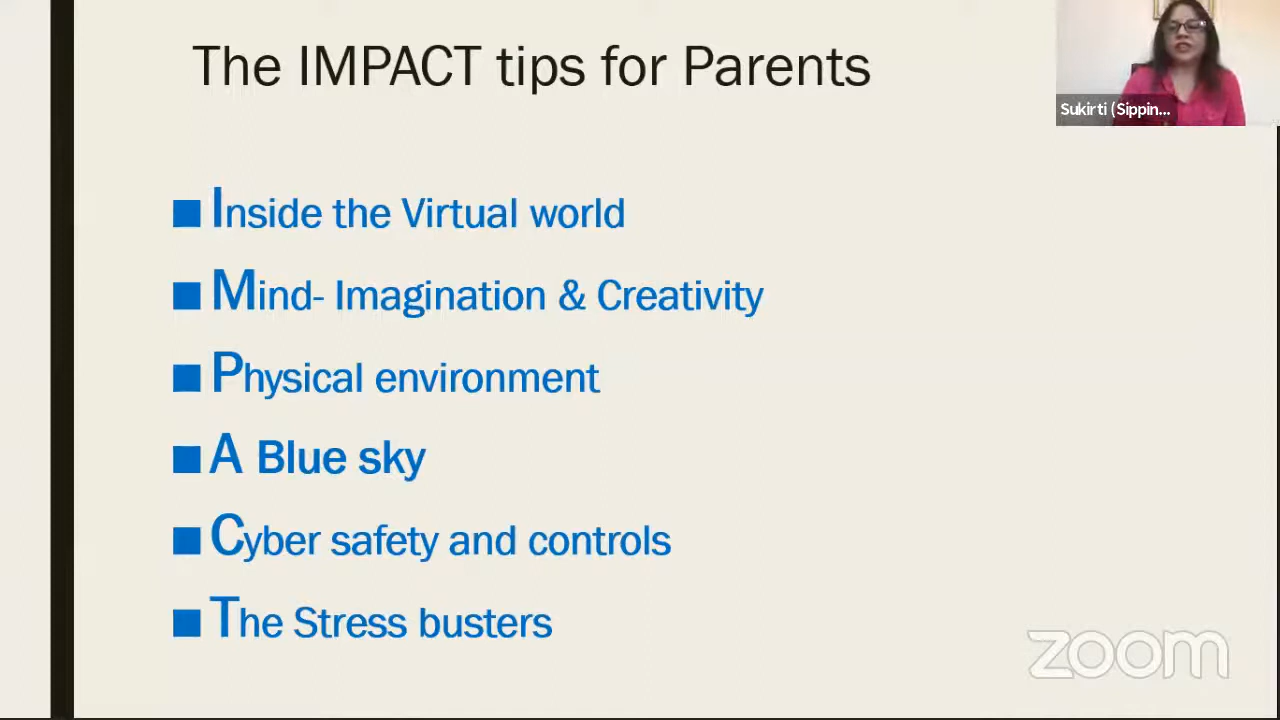 The IMPACT tips for Parents
Sukirti (Sippin...
Inside the Virtual world
Mind- Imagination & Creativity
Physical environment
A Blue sky
Cyber safety and controls
The Stress busters
zoom